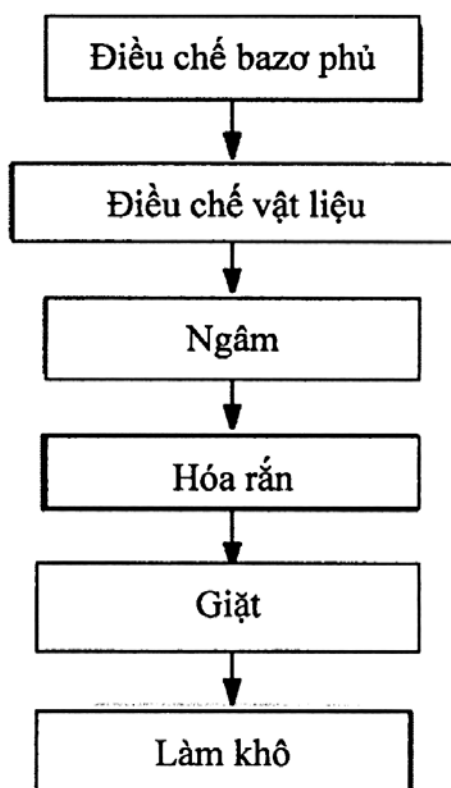 Điều chế bazơ phủ
Điều chế vật liệu
Ngâm
Hóa rắn
Giặt
Làm khô